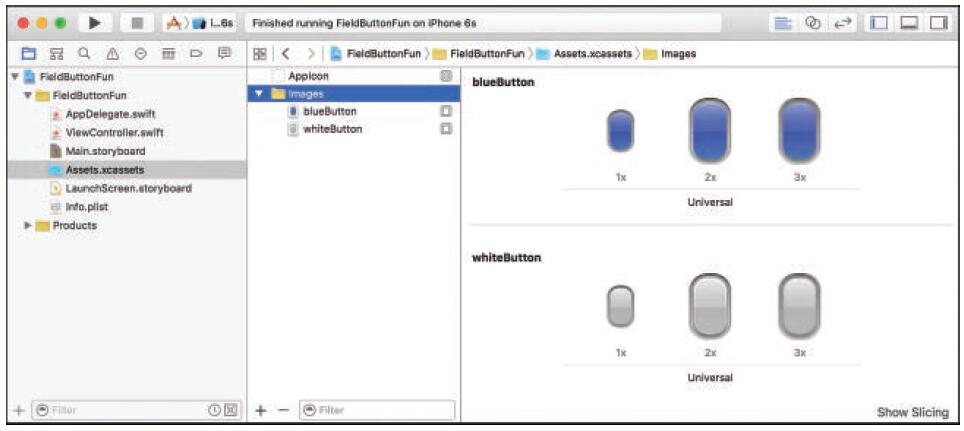 i...6s
Finished running FieldButtonFun on iPhone 6s
FieldButtonFun
FieldButtonFun
AppDelegate.swift
ViewController.swift
Main.storyboard
Assets.xcassets
LaunchScreen.storyboard
Info.plist
Products
Filter
FieldButtonFun
FieldButtonFun
Assets.xcassets
Images
AppIcon
Images
blueButton
whiteButton
Filter
blueButton
1x 2x 3x
Universal
whiteButton
1x 2x 3x
Universal
Show Slicing